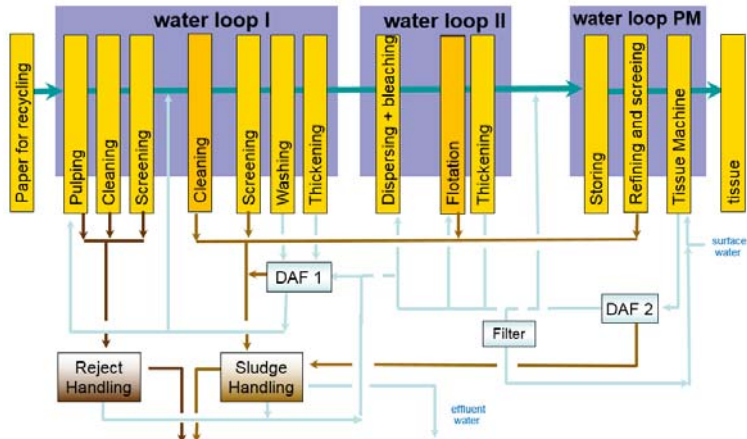 water loop I
water loop II
water loop PM
Paper for recycling
Pulping
Cleaning
Screening
Cleaning
Screening
Washing
Thickening
Dispersing + bleaching
Flotation
Thickening
Storing
Refining and screeing
Tissue Machine
tissue
surface
water
DAF 1
DAF 2
Filter
Reject
Handling
Sludge
Handling
effluent
water